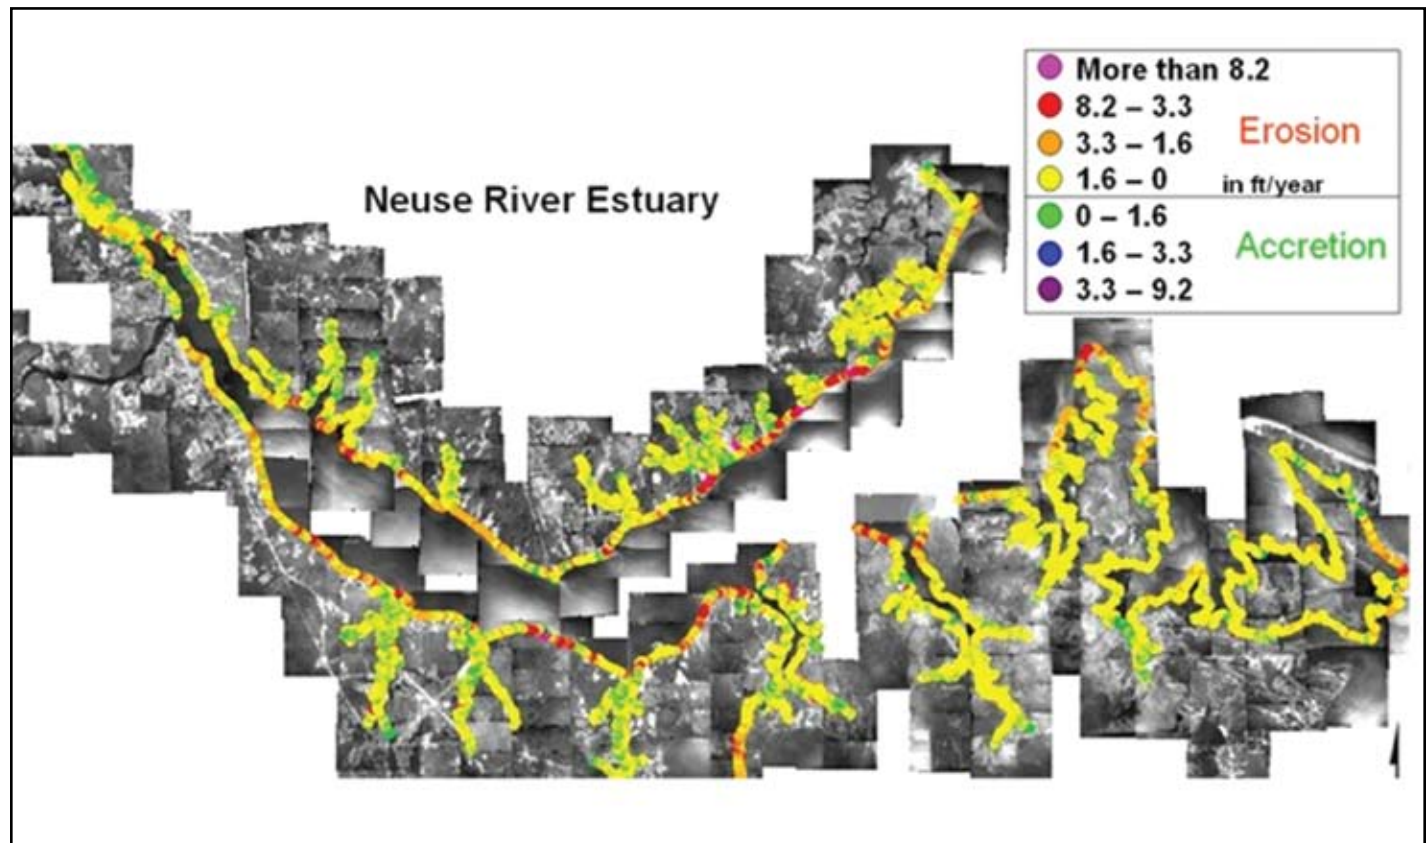 Neuse River Estuary
More than 8.2
8.2 – 3.3
Erosion
3.3 – 1.6
1.6 – 0
in ft/year
0 – 1.6
Accretion
1.6 – 3.3
3.3 – 9.2